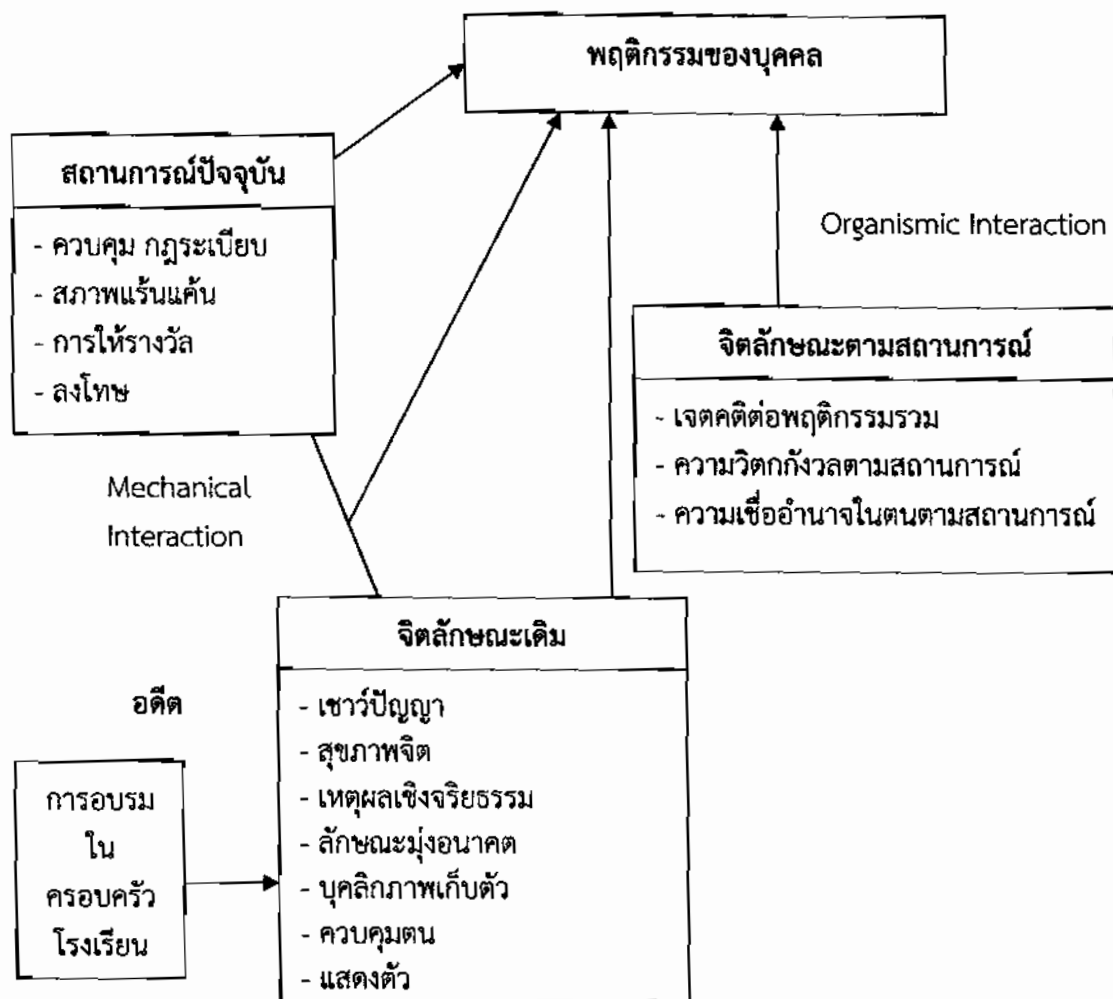 พฤติกรรมของบุคคล
สถานการณ์ปัจจุบัน
- ควบคุม กฎระเบียบ
- สภาพแร้นแค้น
- การให้รางวัล
- ลงโทษ
Organismic Interaction
จิตลักษณะตามสถานการณ์
- เจตคติต่อพฤติกรรมรวม
- ความวิตกกังวลตามสถานการณ์
- ความเชื่ออำนาจในตนตามสถานการณ์
Mechanical
Interaction
จิตลักษณะเดิม
- เชาว์ปัญญา
- สุขภาพจิต
- เหตุผลเชิงจริยธรรม
- ลักษณะมุ่งอนาคต
- บุคลิกภาพเก็บตัว
- ควบคุมตน
- แสดงตัว
อดีต
การอบรม
ใน
ครอบครัว
โรงเรียน